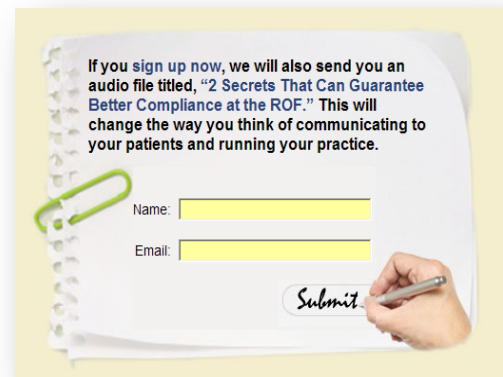 If you sign up now, we will also send you an
audio file titled, “2 Secrets That Can Guarantee
Better Compliance at the ROF.” This will
change the way you think of communicating to
your patients and running your practice.
Name:
Email:
Submit